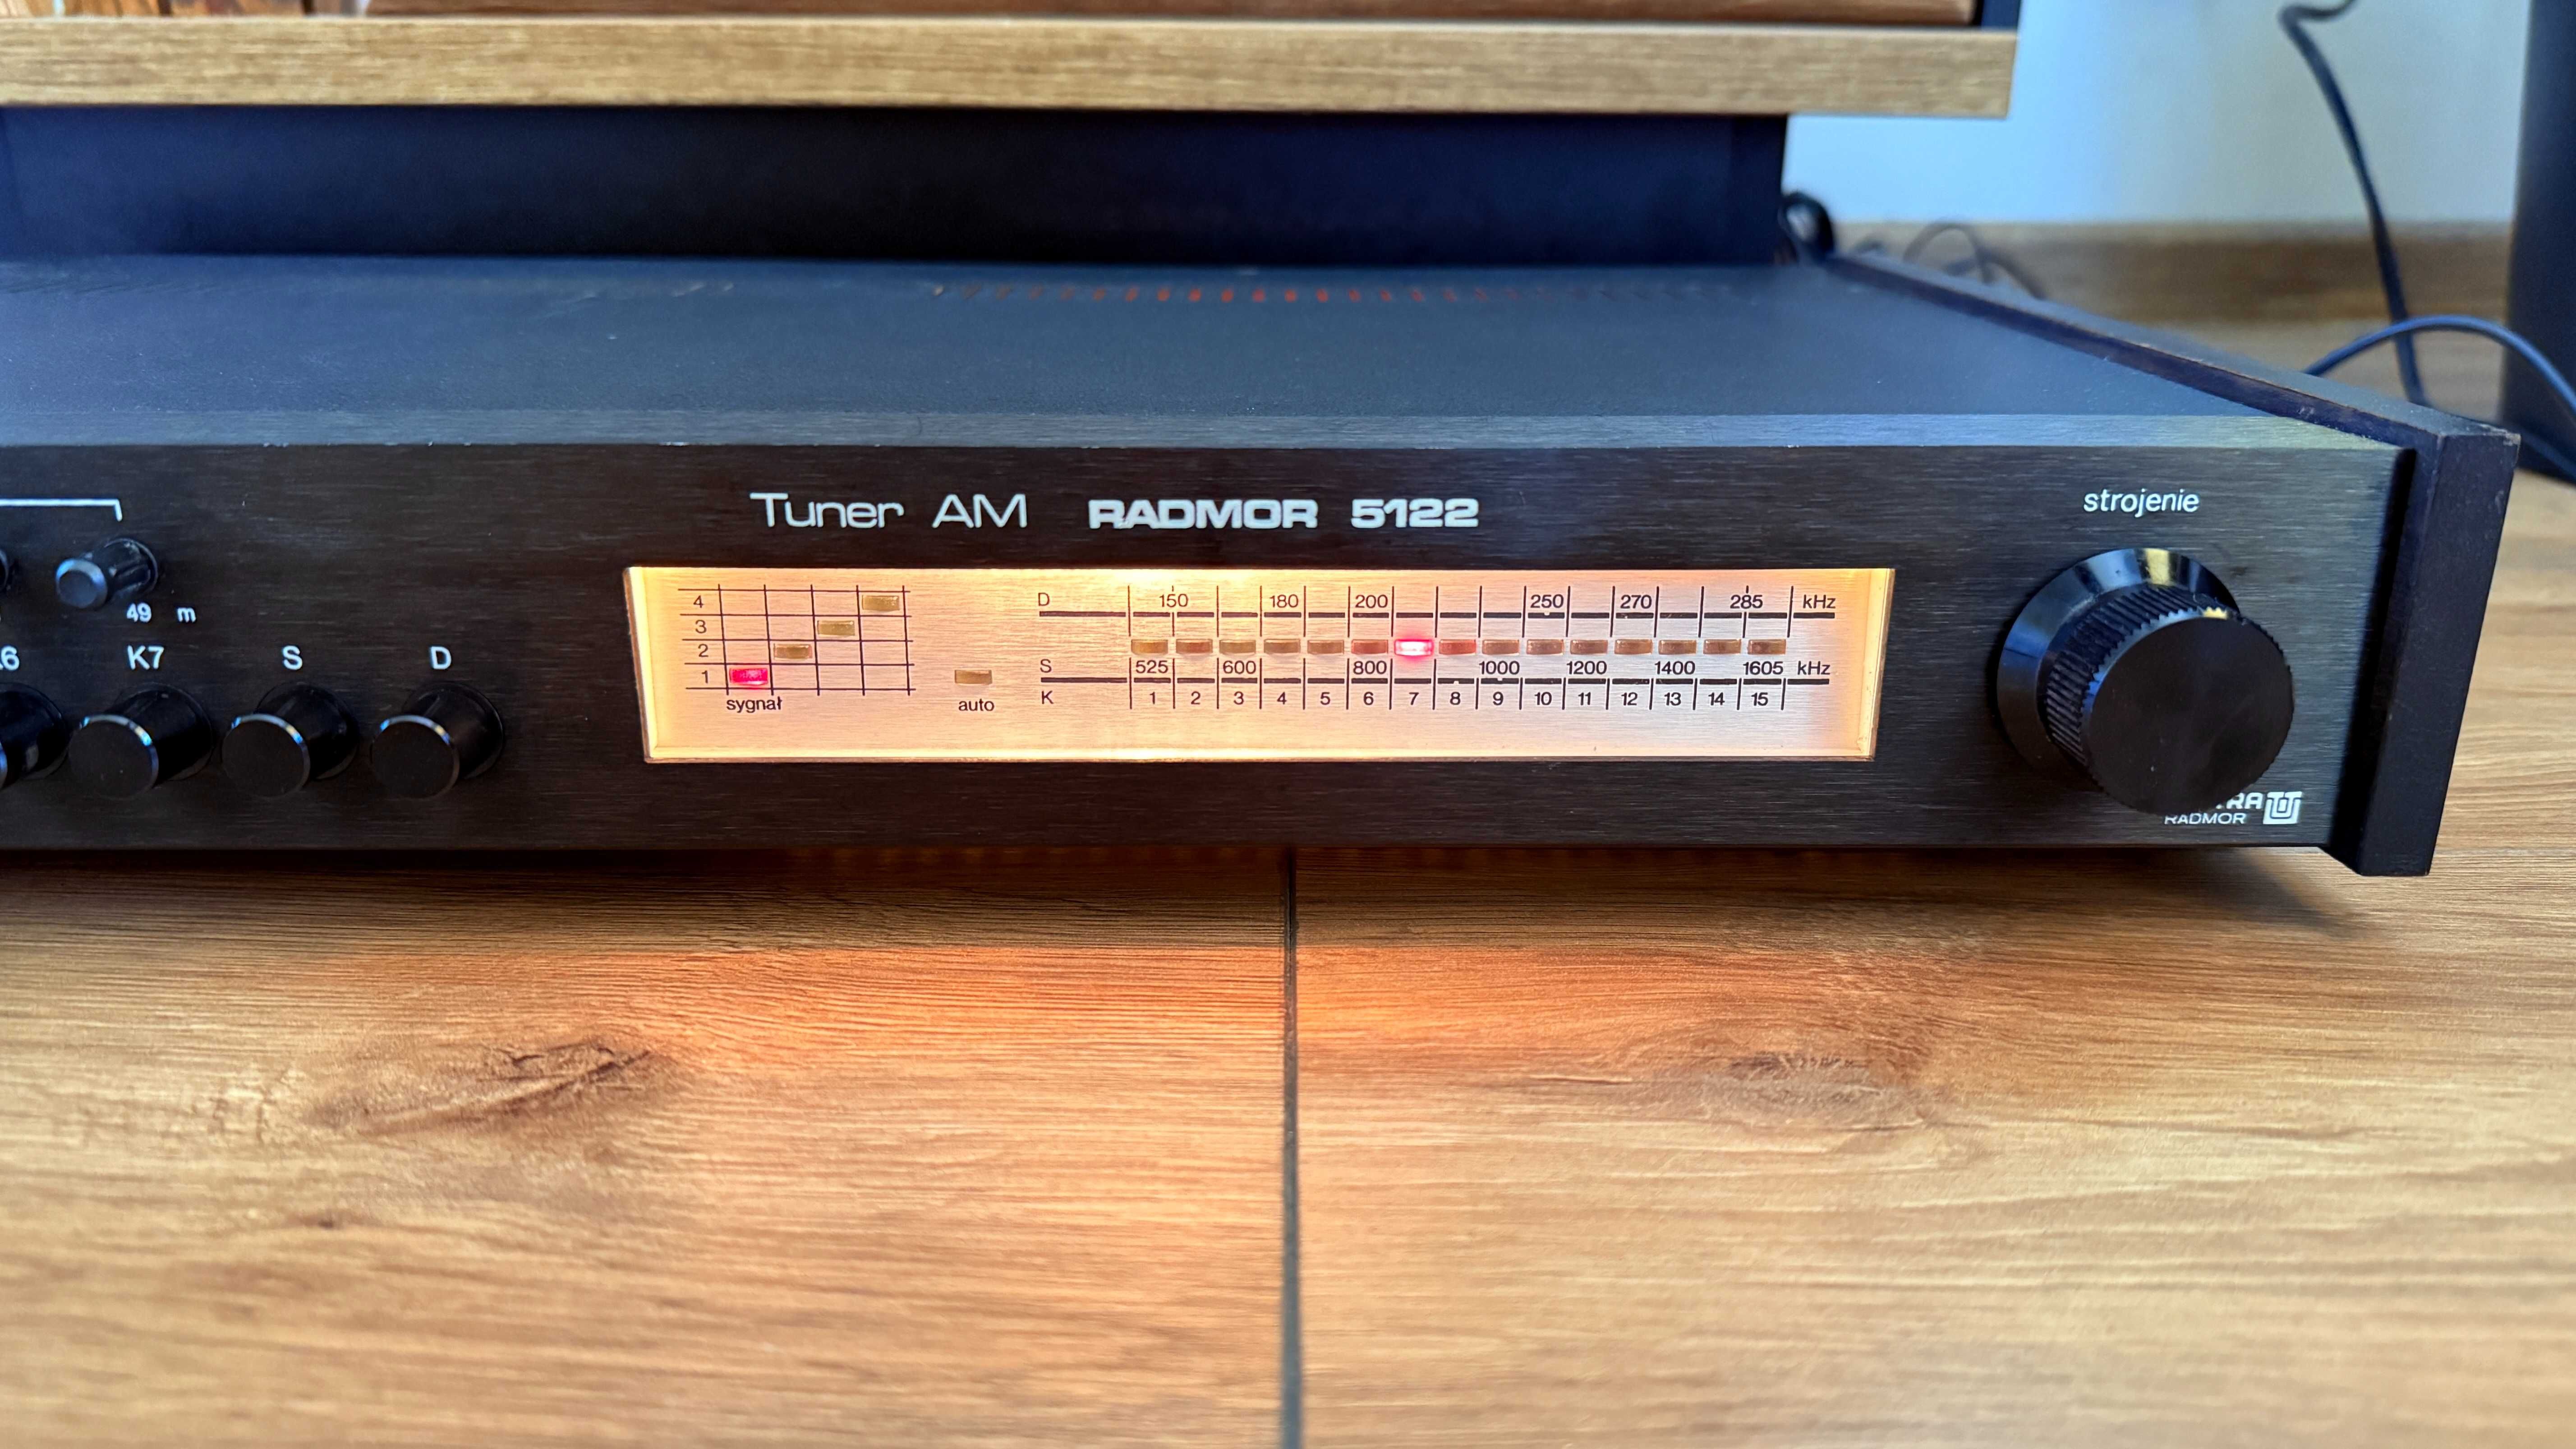 Tuner AM RADMOR 5122
strojenie
49 m
6 K7 S D
4
3
2
1
sygnał
auto
D 150 180 200 250 270 285 kHz
S 525 600 800 1000 1200 1400 1605 kHz
K 1 2 3 4 5 6 7 8 9 10 11 12 13 14 15
RADMOR